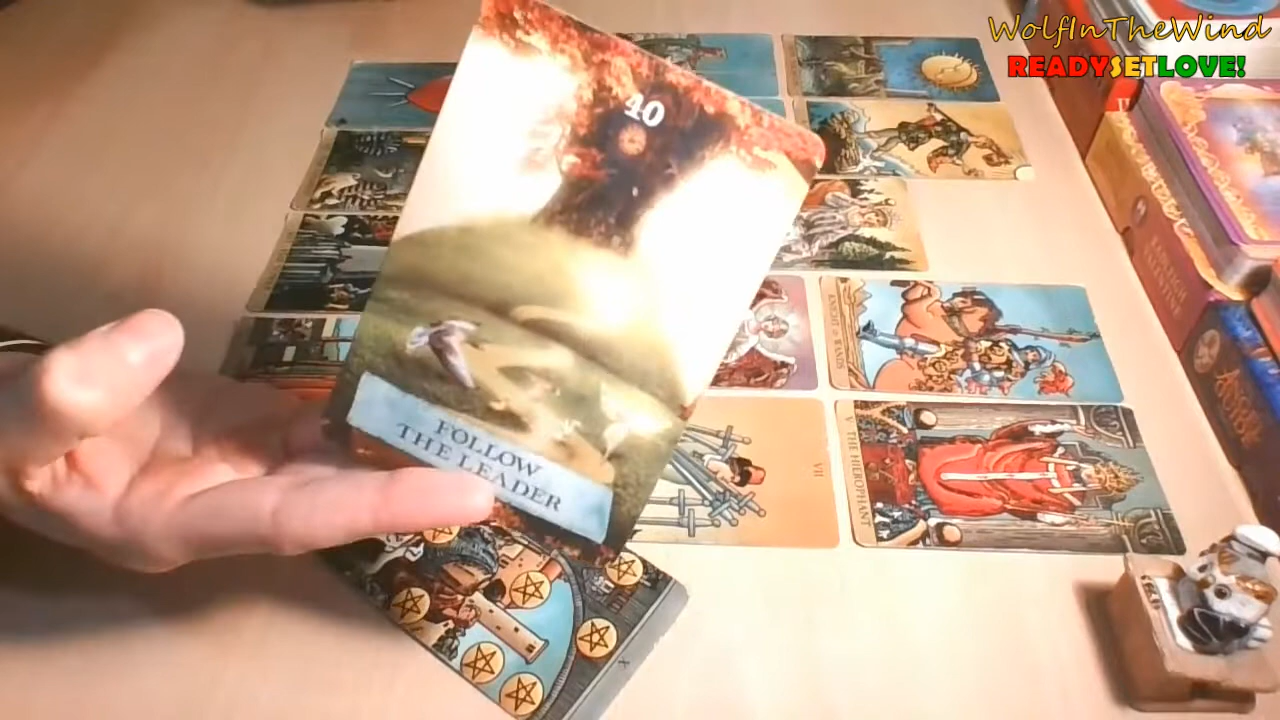 WolfInTheWind
READYSETLOVE!
40
FOLLOW
THE LEADER
KNIGHT of WANDS
VII
V THE HIEROPHANT
X